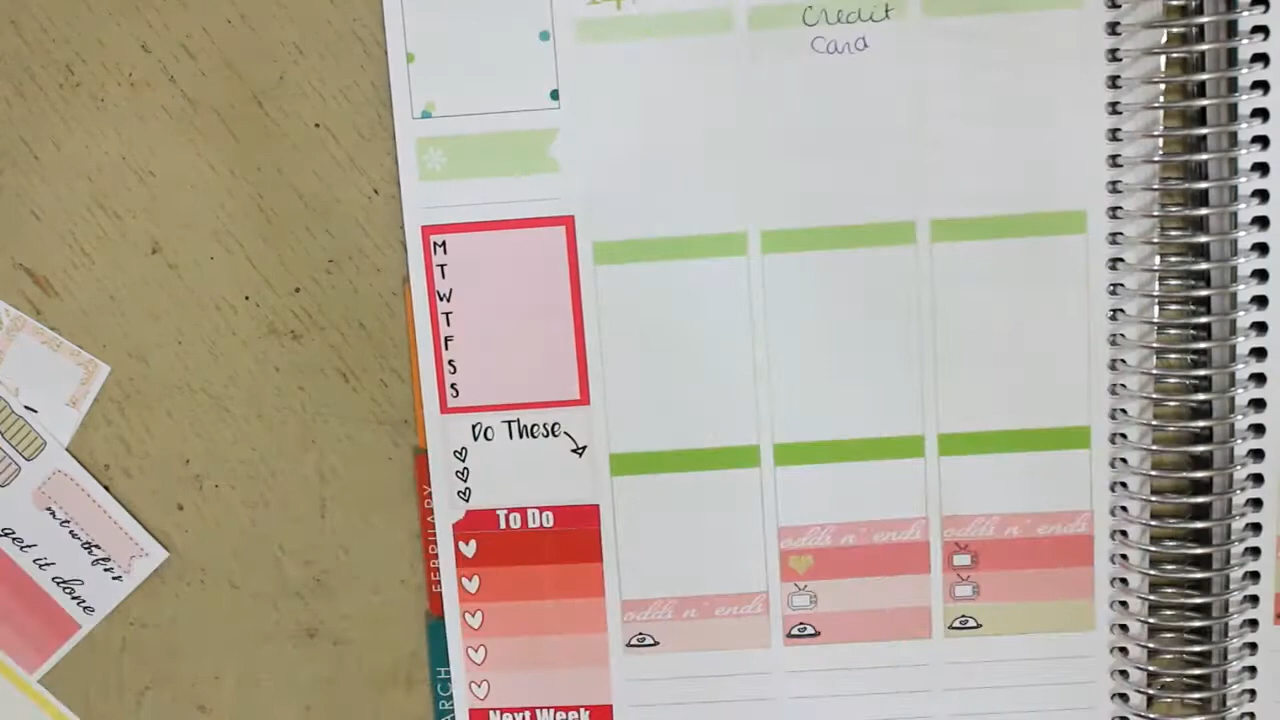 Credit
Card
M
T
W
T
F
S
S
Do These
To Do
Next Week
odds n' ends
odds n' ends
odds n' ends
FEBRUARY
get it done